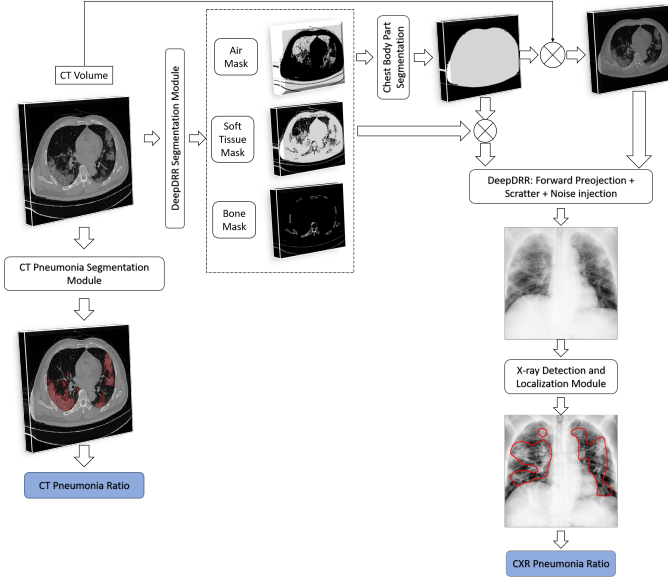 CT Volume
DeepDRR Segmentation Module
Air
Mask
Soft
Tissue
Mask
Bone
Mask
Chest Body Part
Segmentation
DeepDRR: Forward Preojection +
Scratter + Noise injection
CT Pneumonia Segmentation
Module
X-ray Detection and
Localization Module
CT Pneumonia Ratio
CXR Pneumonia Ratio